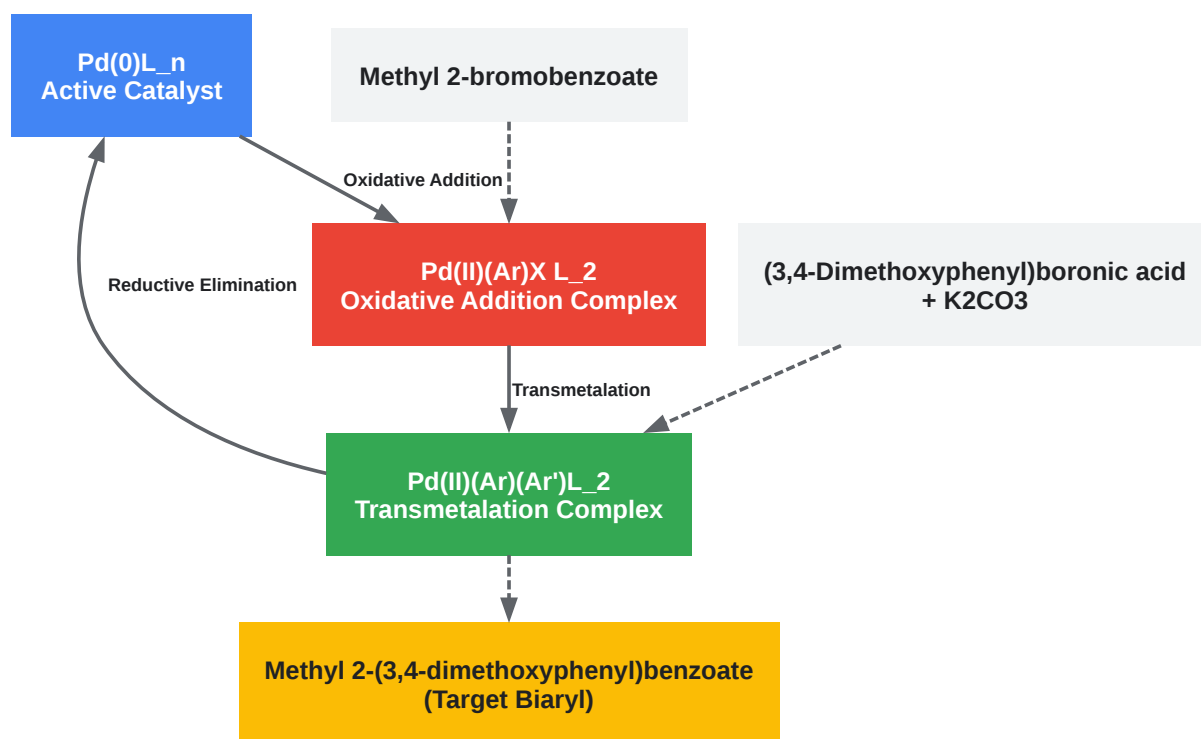 Pd(0)L_n
Active Catalyst
Methyl 2-bromobenzoate
Oxidative Addition
Pd(II)(Ar)X L_2
Oxidative Addition Complex
(3,4-Dimethoxyphenyl)boronic acid
+ K2CO3
Reductive Elimination
Transmetalation
Pd(II)(Ar)(Ar')L_2
Transmetalation Complex
Methyl 2-(3,4-dimethoxyphenyl)benzoate
(Target Biaryl)